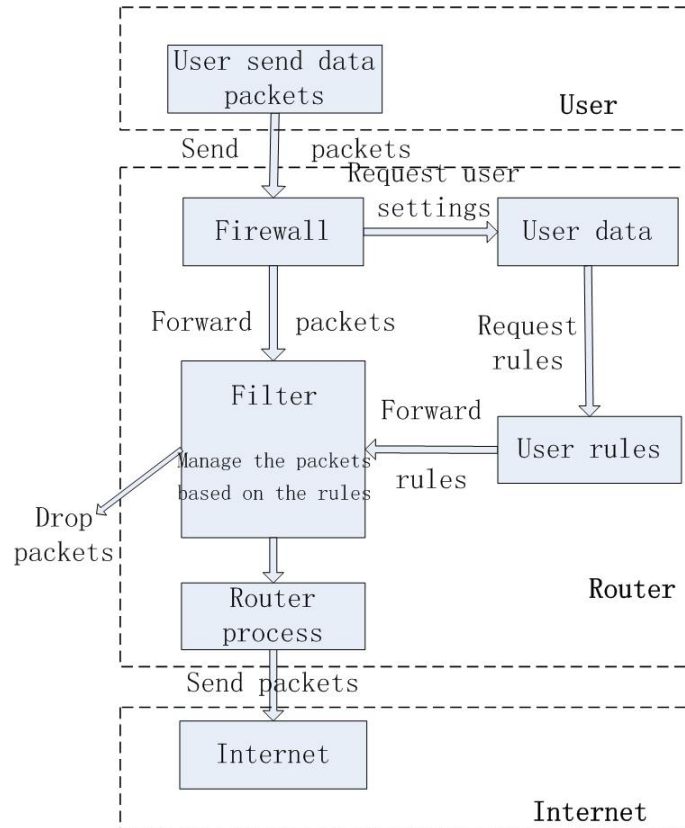 User send data
packets
User
Send packets
Request user
settings
Firewall
User data
Forward packets
Request
rules
Filter
Manage the packets
based on the rules
Forward
rules
User rules
Drop
packets
Router
Router
process
Send packets
Internet
Internet